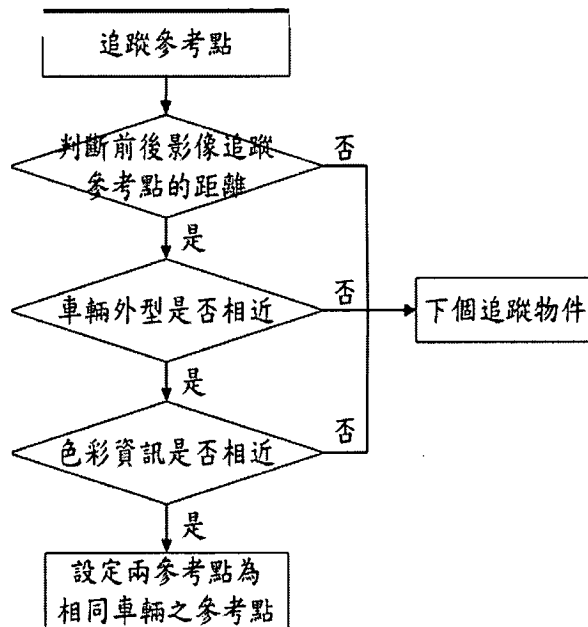 追蹤參考點
判斷前後影像追蹤
參考點的距離
否
是
車輛外型是否相近
否
下個追蹤物件
是
色彩資訊是否相近
否
是
設定兩參考點為
相同車輛之參考點